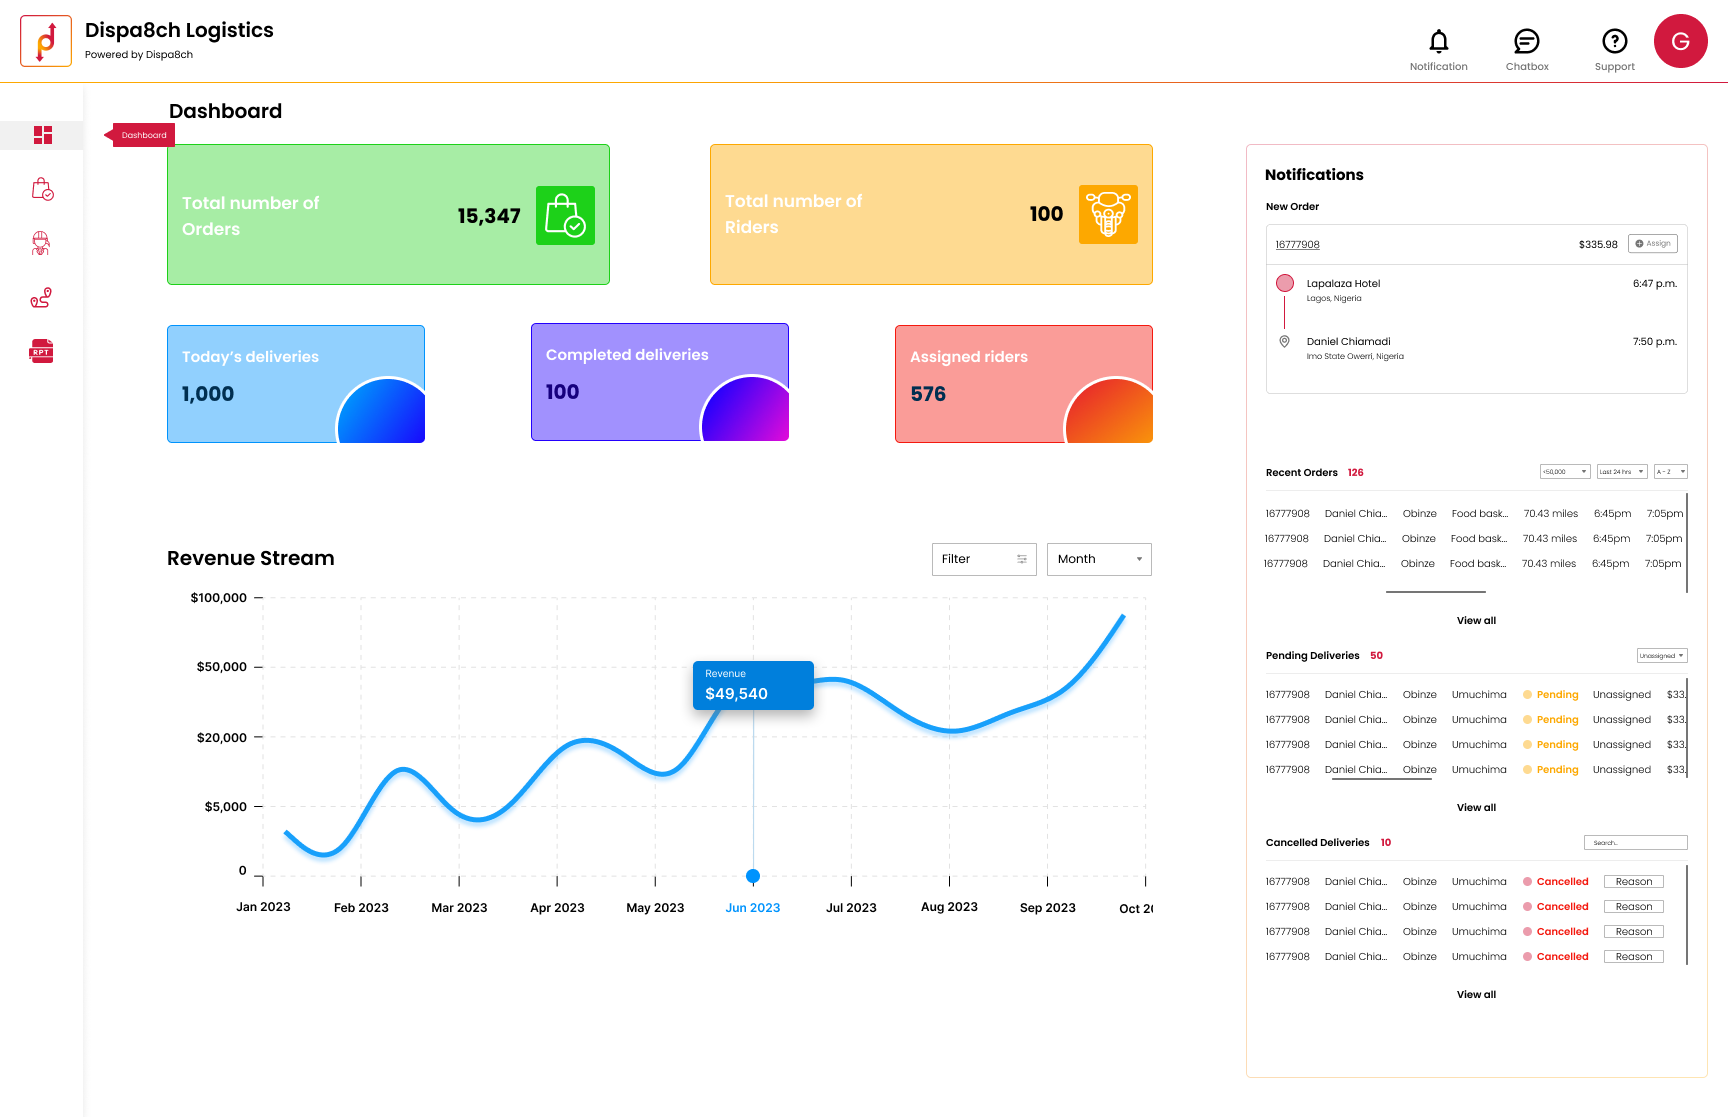 Dispa8ch Logistics
Powered by Dispa8ch
Notification
Chatbox
Support
G
Dashboard
Dashboard
Total number of
Orders
15,347
Total number of
Riders
100
Today's deliveries
1,000
Completed deliveries
100
Assigned riders
576
RPT
Revenue Stream
Filter
Month
$100,000
$50,000
$20,000
$5,000
0
Revenue
$49,540
Jan 2023
Feb 2023
Mar 2023
Apr 2023
May 2023
Jun 2023
Jul 2023
Aug 2023
Sep 2023
Oct 20
Notifications
New Order
16777908 $335.98 Assign
Lapalaza Hotel 6:47 p.m.
Lagos, Nigeria
Daniel Chiamadi 7:50 p.m.
Imo State Owerri, Nigeria
Recent Orders 126 <50,000 Last 24 hrs A - Z
16777908 Daniel Chia... Obinze Food bask... 70.43 miles 6:45pm 7:05pm
16777908 Daniel Chia... Obinze Food bask... 70.43 miles 6:45pm 7:05pm
16777908 Daniel Chia... Obinze Food bask... 70.43 miles 6:45pm 7:05pm
View all
Pending Deliveries 50 Unassigned
16777908 Daniel Chia... Obinze Umuchima Pending Unassigned $33.
16777908 Daniel Chia... Obinze Umuchima Pending Unassigned $33.
16777908 Daniel Chia... Obinze Umuchima Pending Unassigned $33.
16777908 Daniel Chia... Obinze Umuchima Pending Unassigned $33.
View all
Cancelled Deliveries 10 Search...
16777908 Daniel Chia... Obinze Umuchima Cancelled Reason
16777908 Daniel Chia... Obinze Umuchima Cancelled Reason
16777908 Daniel Chia... Obinze Umuchima Cancelled Reason
16777908 Daniel Chia... Obinze Umuchima Cancelled Reason
View all